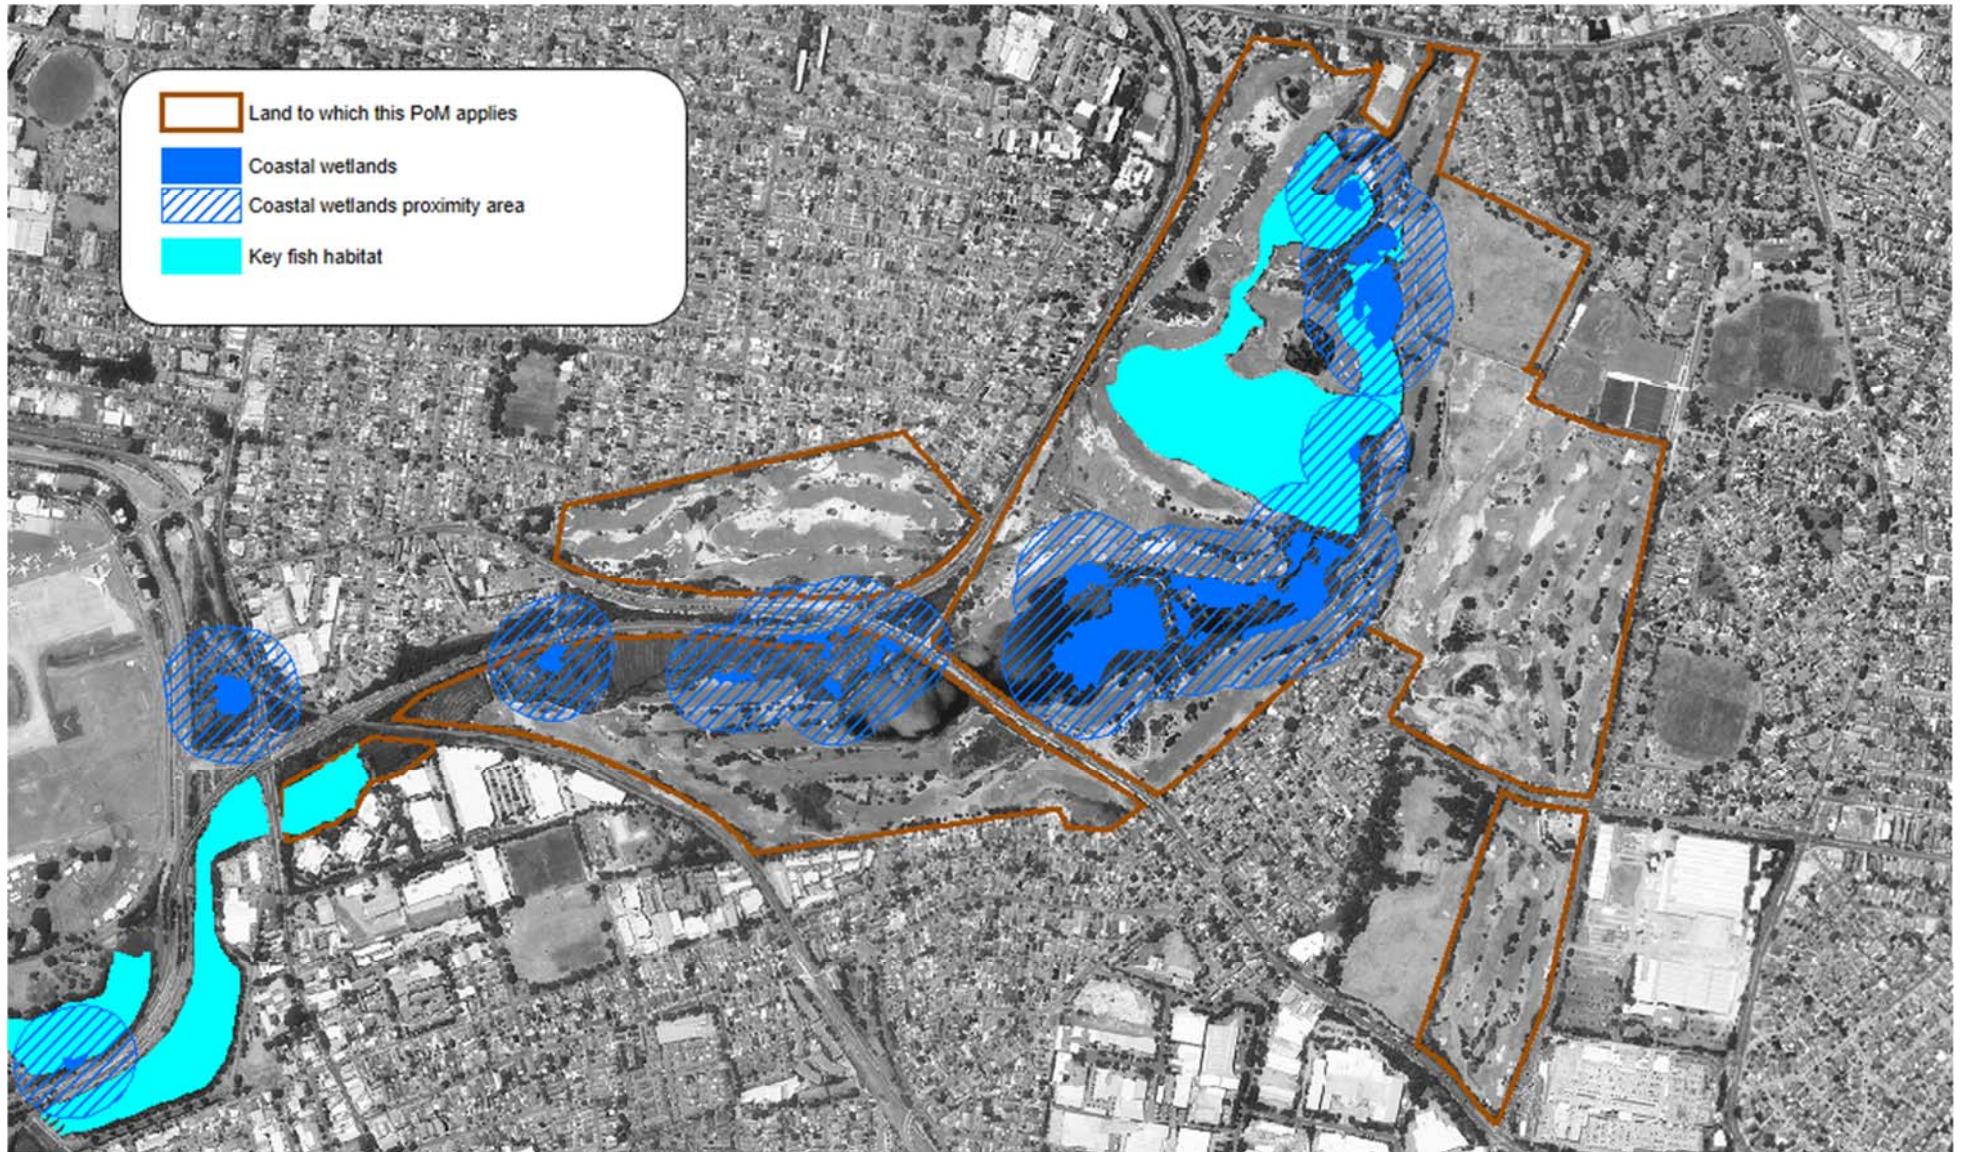 Land to which this PoM applies
Coastal wetlands
Coastal wetlands proximity area
Key fish habitat